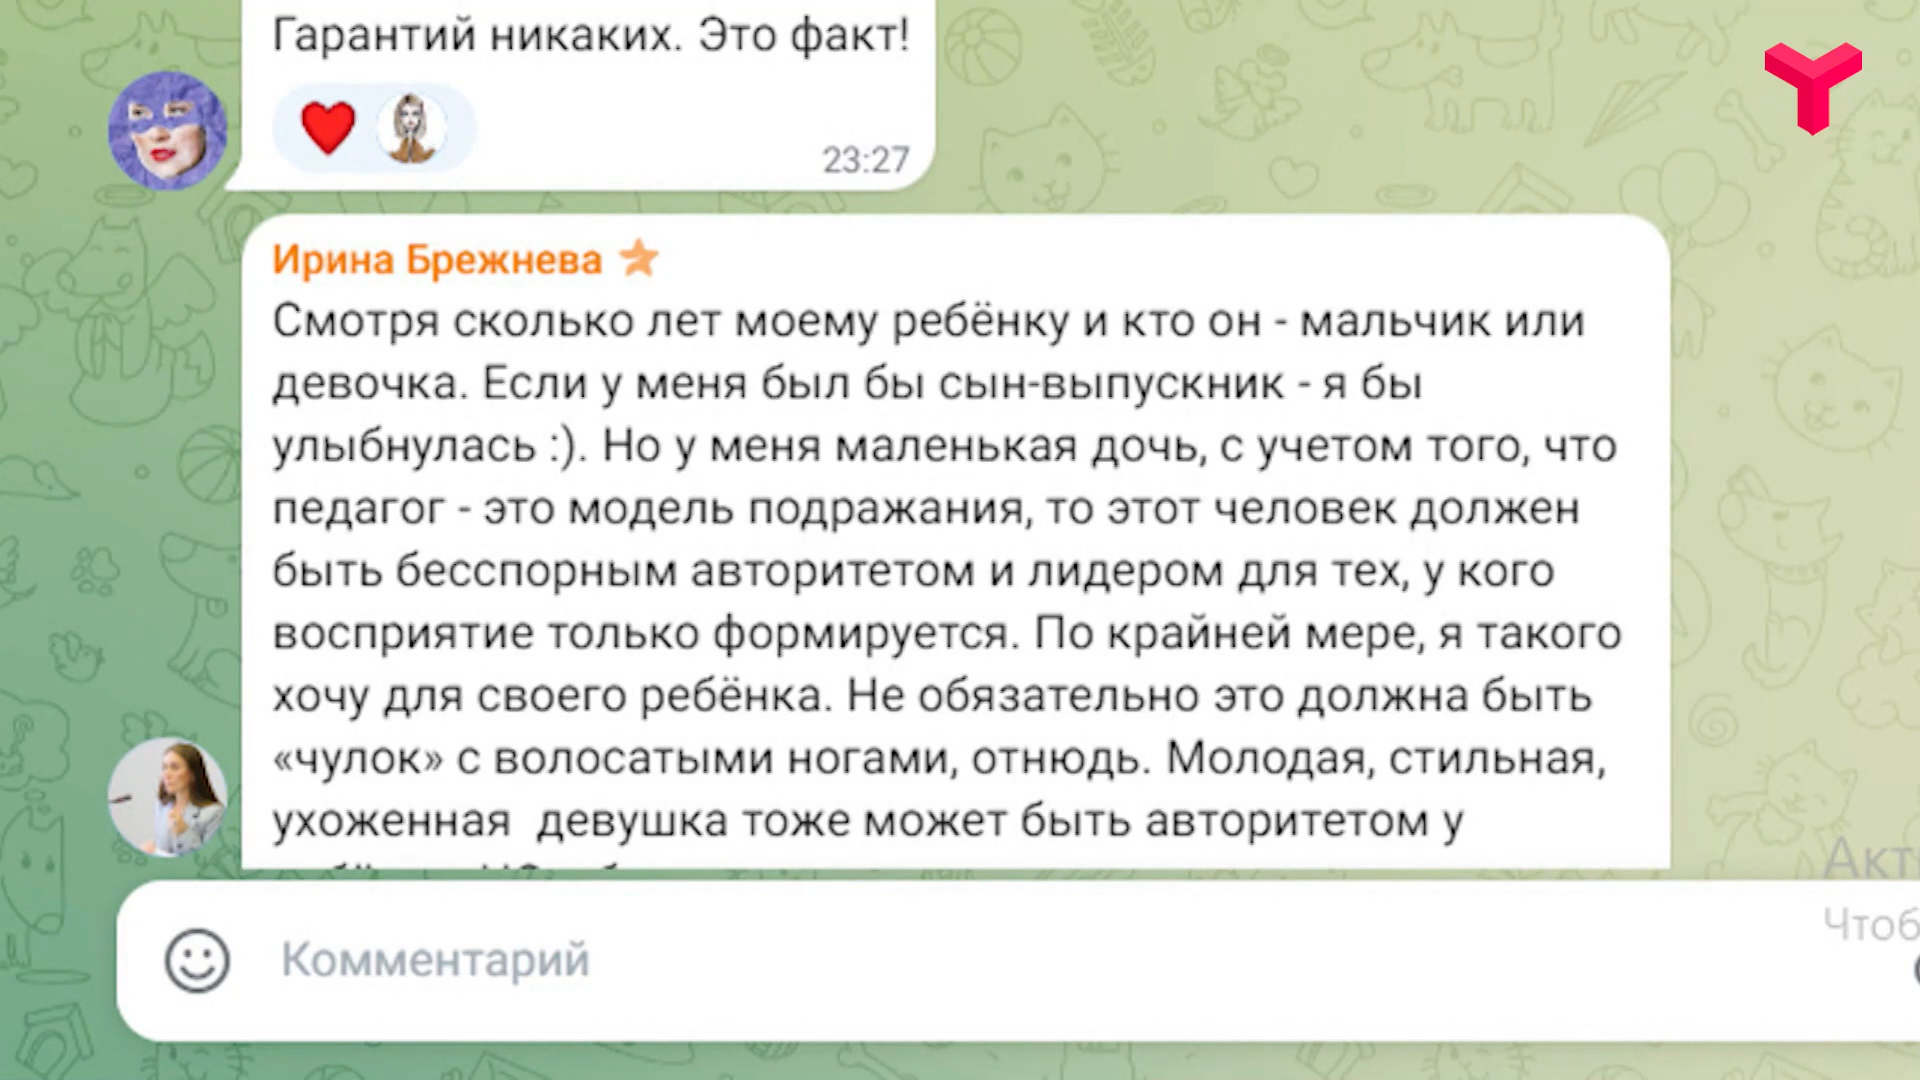 Гарантий никаких. Это факт!
23:27
Ирина Брежнева
Смотря сколько лет моему ребёнку и кто он - мальчик или
девочка. Если у меня был бы сын-выпускник - я бы
улыбнулась :). Но у меня маленькая дочь, с учетом того, что
педагог - это модель подражания, то этот человек должен
быть бесспорным авторитетом и лидером для тех, у кого
восприятие только формируется. По крайней мере, я такого
хочу для своего ребёнка. Не обязательно это должна быть
«чулок» с волосатыми ногами, отнюдь. Молодая, стильная,
ухоженная девушка тоже может быть авторитетом у
Комментарий